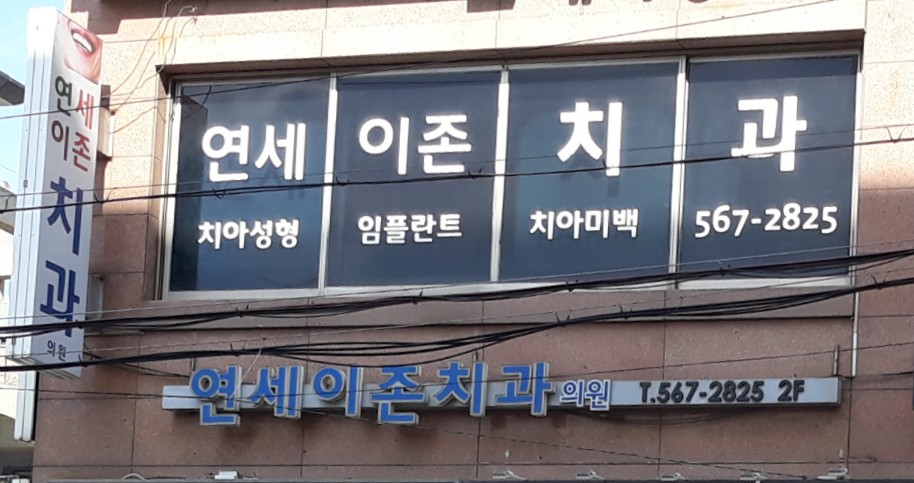 연세
이존
치과
의원
연세 이존 치과
치아성형 임플란트 치아미백 567-2825
연세이존치과의원 T.567-2825 2F